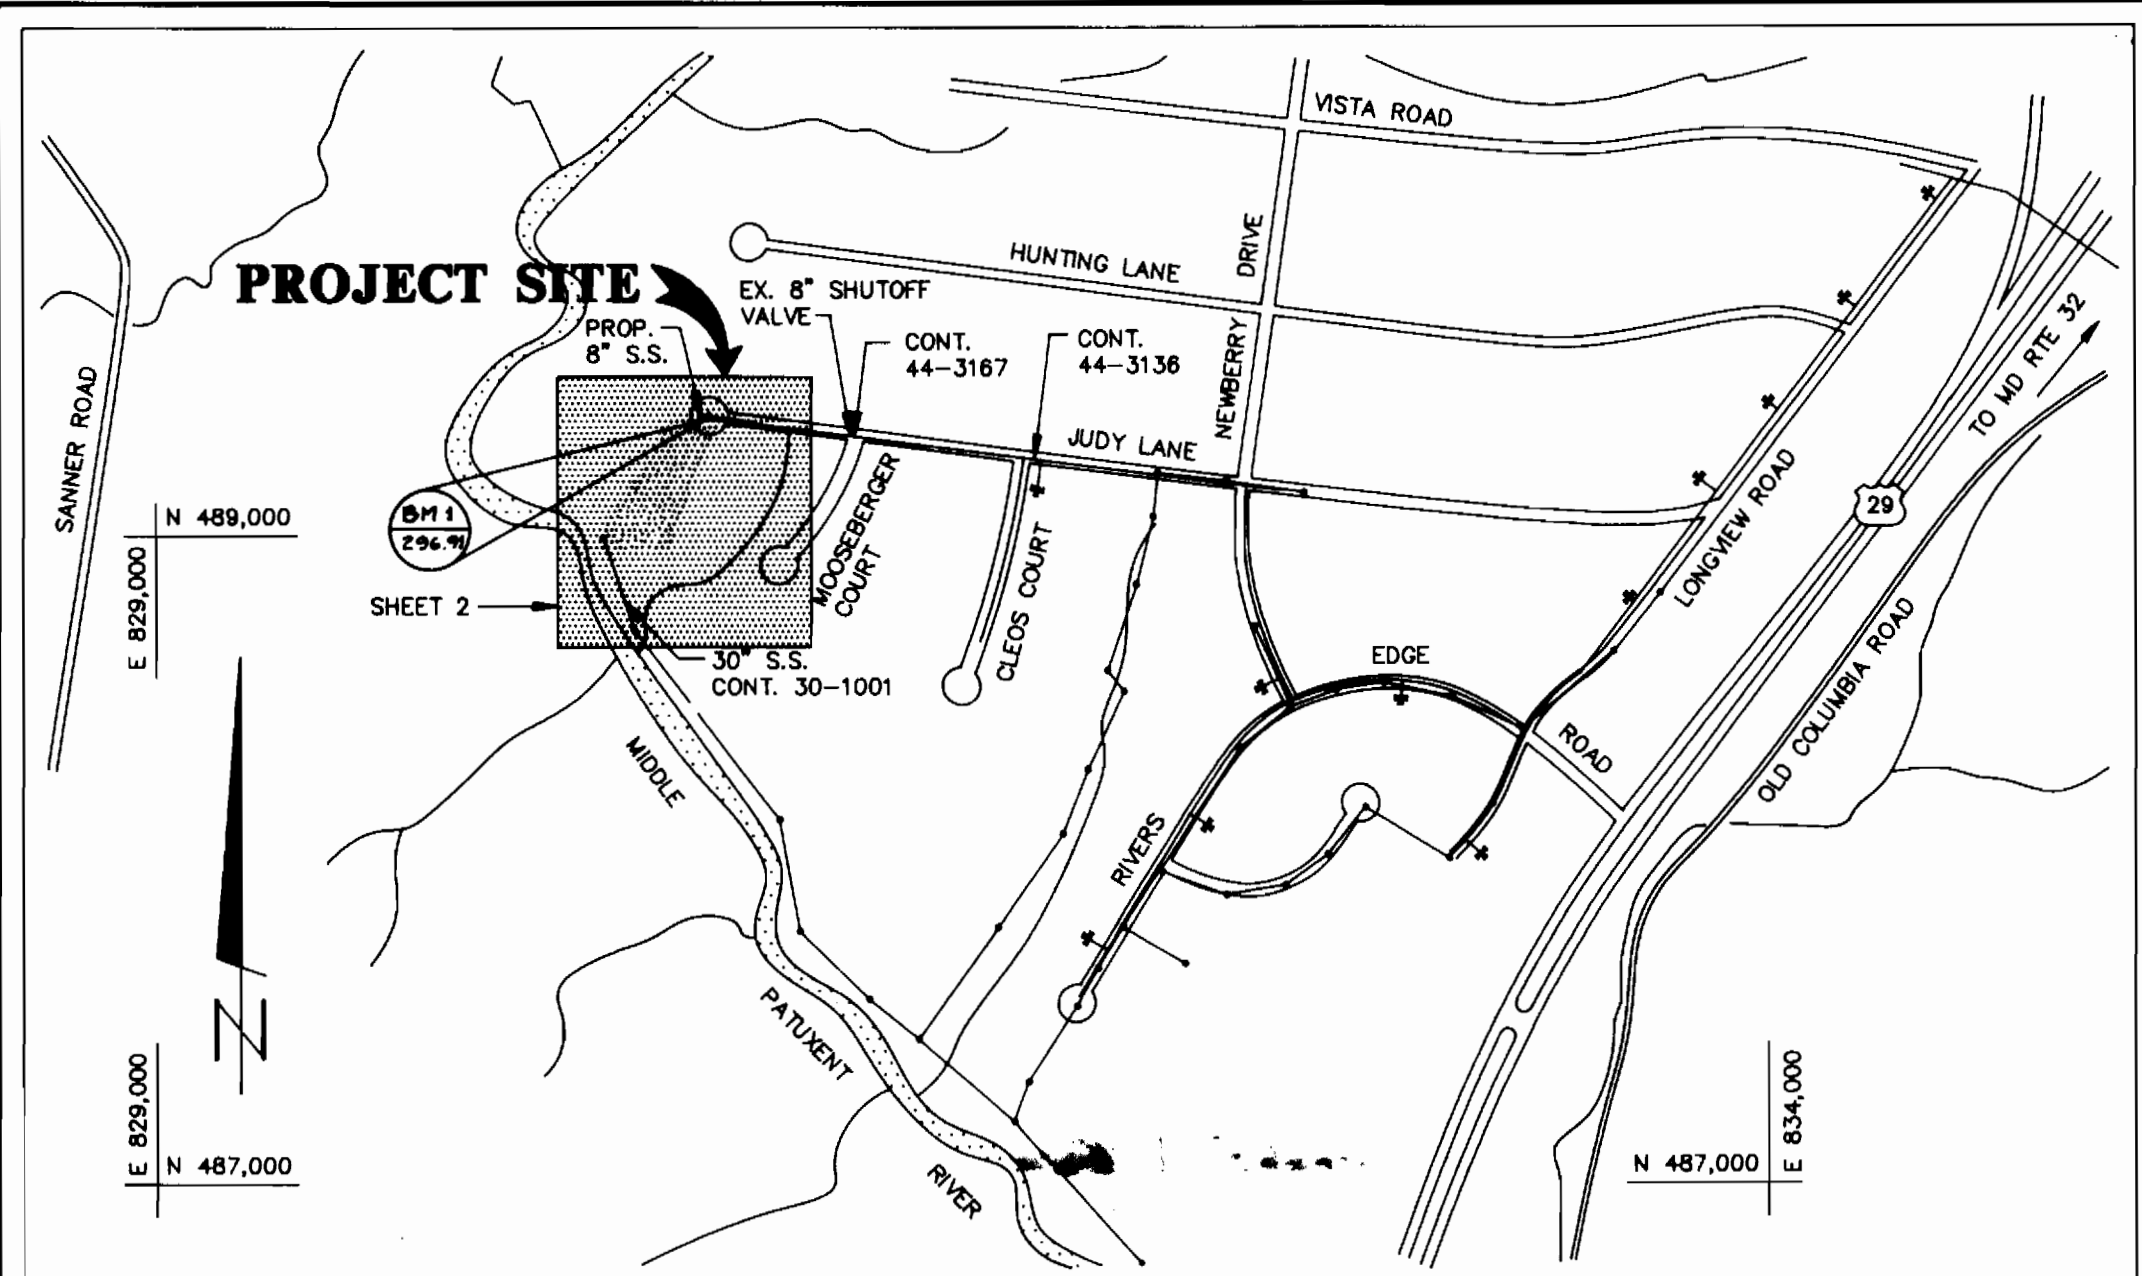 VISTA ROAD
HUNTING LANE
DRIVE
NEWBERRY
PROJECT SITE
EX. 8" SHUTOFF
VALVE
PROP.
8" S.S.
CONT.
44-3167
CONT.
44-3136
JUDY LANE
TO MD RTE 32
29
SANNER ROAD
N 489,000
E 829,000
BM 1
296.91
SHEET 2
MOOSEBERGER
COURT
CLEOS COURT
LONGVIEW ROAD
OLD COLUMBIA ROAD
30" S.S.
CONT. 30-1001
EDGE
ROAD
RIVERS
MIDDLE
PATUXENT
RIVER
N
E 829,000
N 487,000
N 487,000
E 834,000